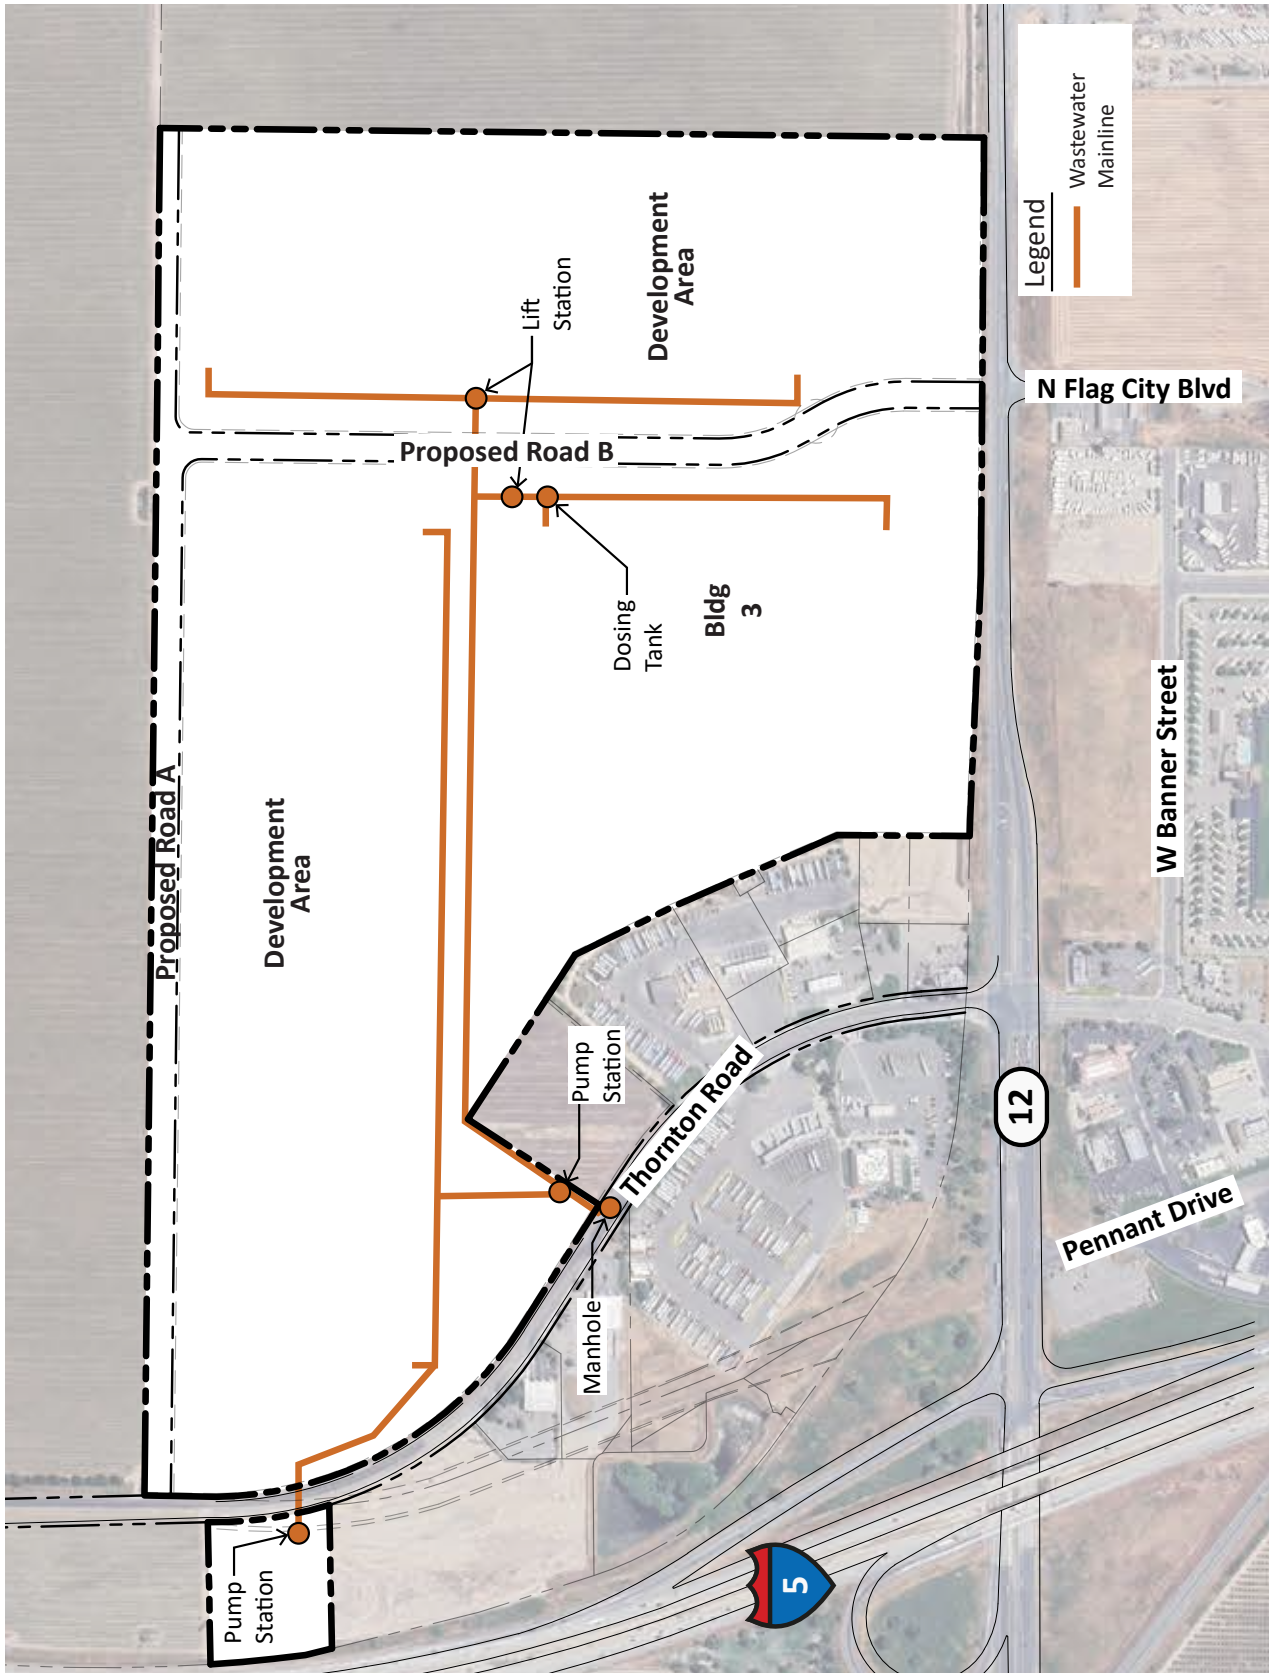 Legend
Wastewater
Mainline
Development
Area
Lift
Station
N Flag City Blvd
Proposed Road B
Dosing
Tank
Bldg
3
W Banner Street
Proposed Road A
Development
Area
Pump
Station
Thornton Road
12
Pennant Drive
Manhole
Pump
Station
5